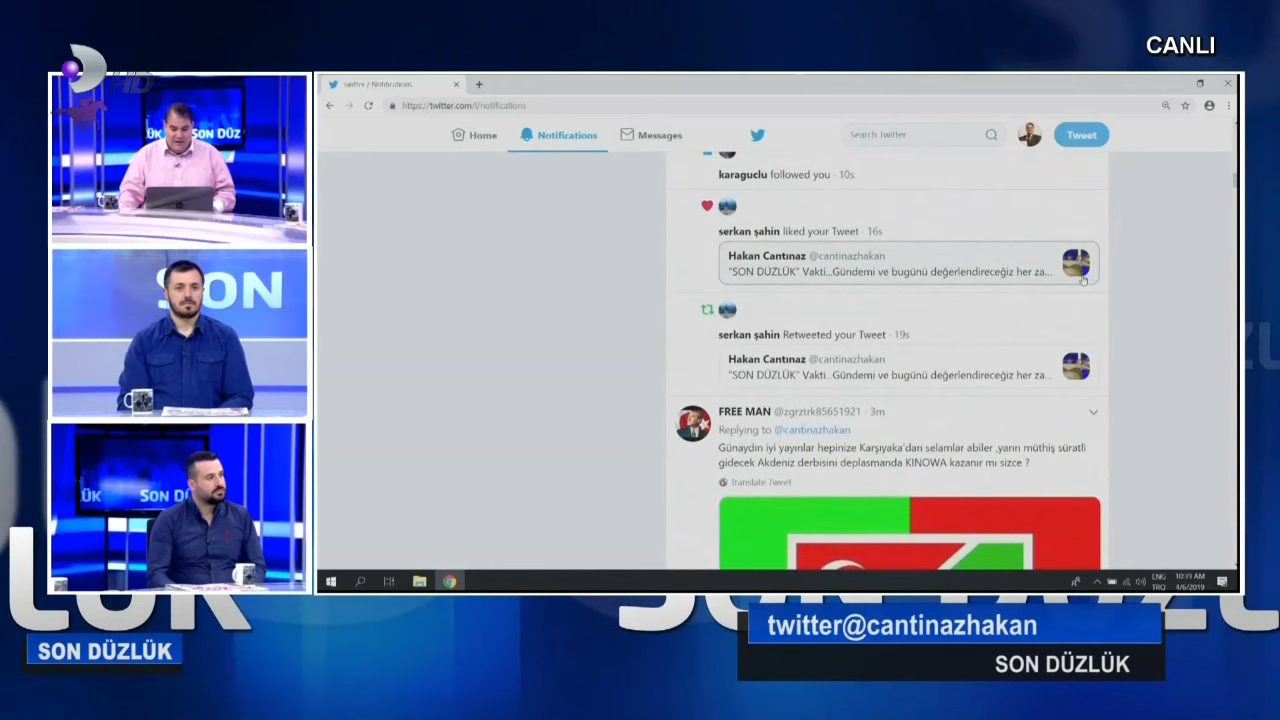 CANLI
HD
ÜK
SON DÜZ
SON
ÜK
SON DÜ
Twitter / Notifications
https://twitter.com/i/notifications
Home
Notifications
Messages
Search Twitter
Tweet
karaguclu followed you · 10s
serkan şahin liked your Tweet · 16s
Hakan Cantınaz @cantinazhakan
"SON DÜZLÜK" Vakti...Gündemi ve bugünü değerlendireceğiz her za...
serkan şahin Retweeted your Tweet · 19s
Hakan Cantınaz @cantinazhakan
"SON DÜZLÜK" Vakti...Gündemi ve bugünü değerlendireceğiz her za...
FREE MAN @zgrztrk85651921 · 3m
Replying to @cantinazhakan
Günaydın iyi yayınlar hepinize Karşıyaka'dan selamlar abiler ,yarın müthiş süratli
gidecek Akdeniz derbisini deplasmanda KINOWA kazanır mı sizce ?
Translate Tweet
ENG
TRQ
10:39 AM
4/6/2019
twitter@cantinazhakan
SON DÜZLÜK
SON DÜZLÜK